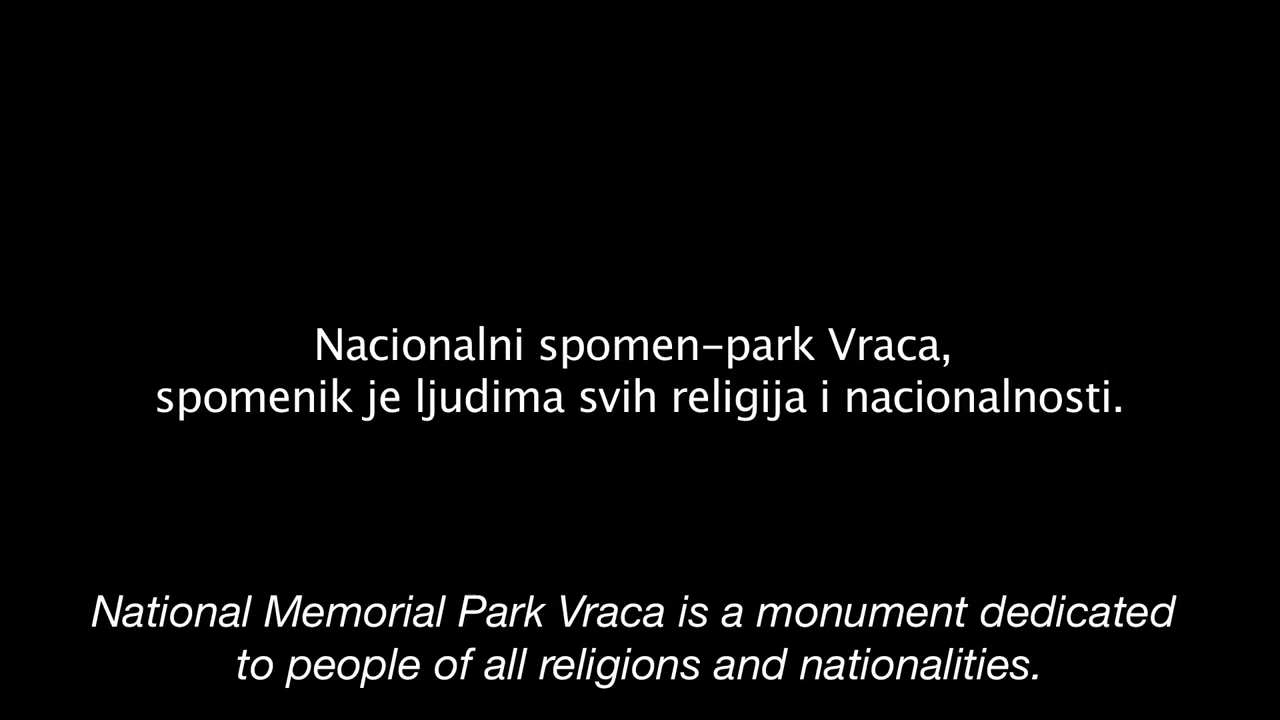 Nacionalni spomen-park Vraca,
spomenik je ljudima svih religija i nacionalnosti.
National Memorial Park Vraca is a monument dedicated
to people of all religions and nationalities.